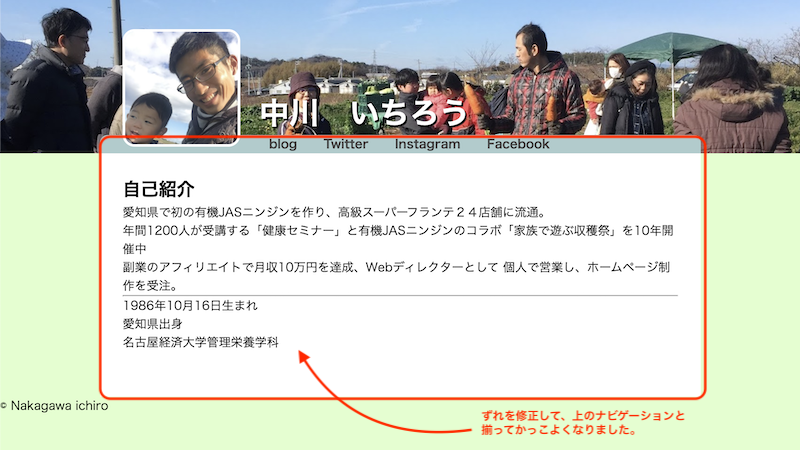 中川　いちろう
blog Twitter Instagram Facebook
自己紹介
愛知県で初の有機JASニンジンを作り、高級スーパーフランテ２４店舗に流通。
年間1200人が受講する「健康セミナー」と有機JASニンジンのコラボ「家族で遊ぶ収穫祭」を10年開
催中
副業のアフィリエイトで月収10万円を達成、Webディレクターとして 個人で営業し、ホームページ制
作を受注。
1986年10月16日生まれ
愛知県出身
名古屋経済大学管理栄養学科
© Nakagawa ichiro
ずれを修正して、上のナビゲーションと
揃ってかっこよくなりました。